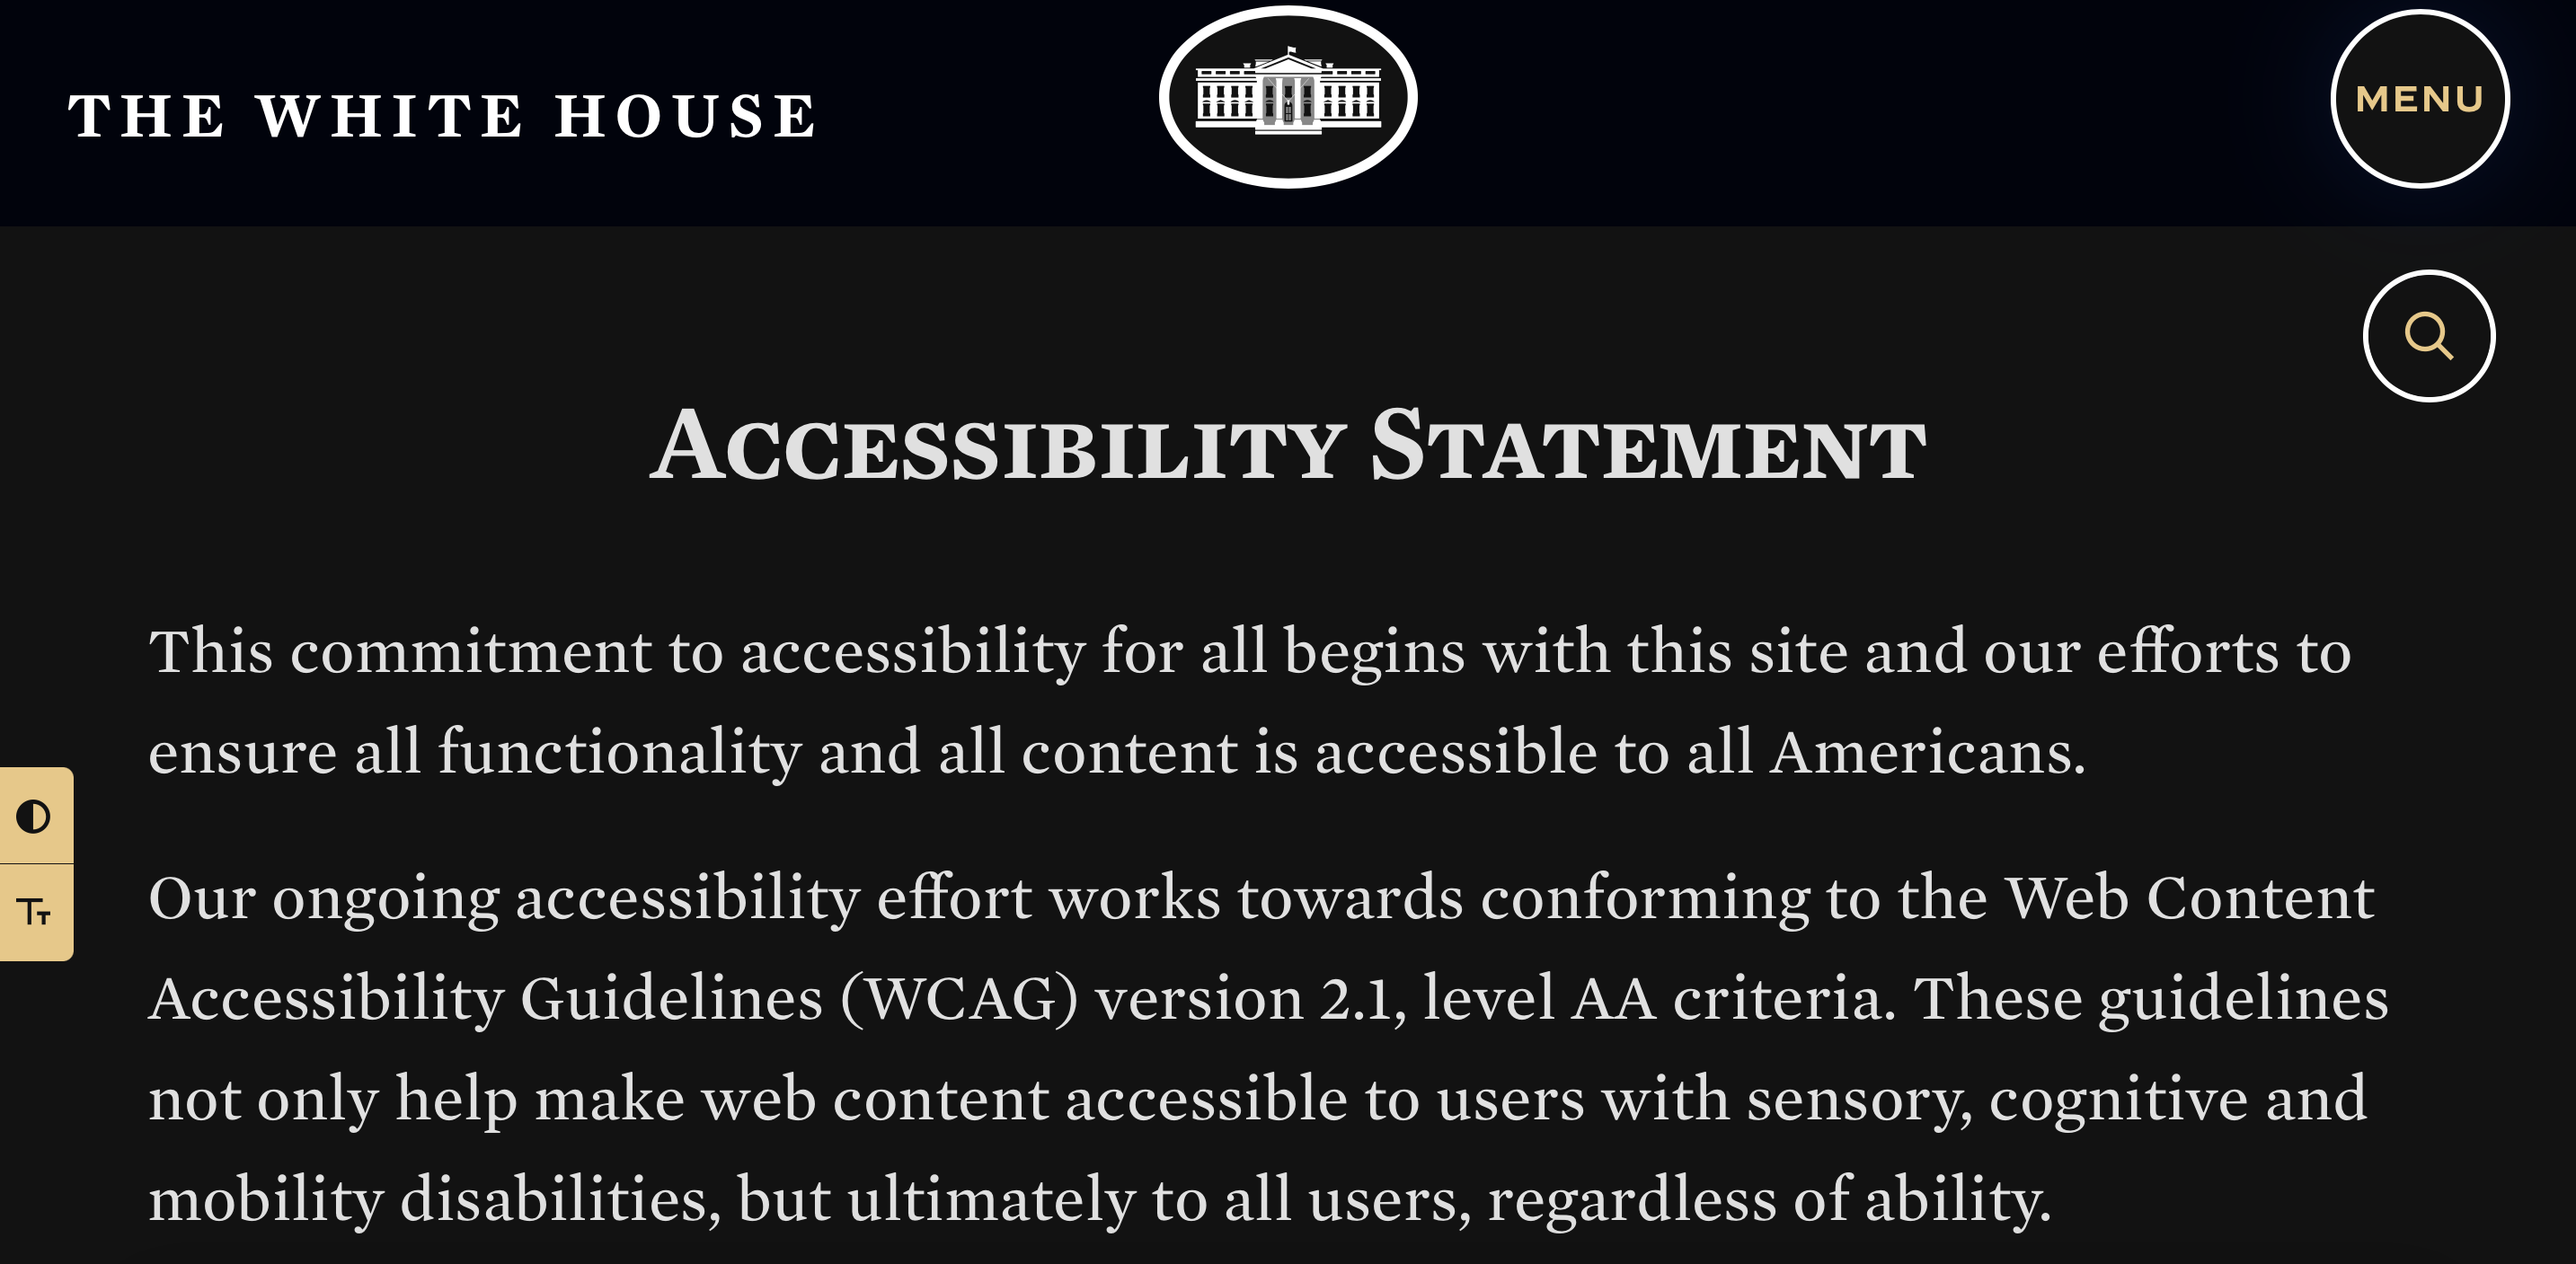 THE WHITE HOUSE
MENU
Accessibility Statement
This commitment to accessibility for all begins with this site and our efforts to
ensure all functionality and all content is accessible to all Americans.
Our ongoing accessibility effort works towards conforming to the Web Content
Accessibility Guidelines (WCAG) version 2.1, level AA criteria. These guidelines
not only help make web content accessible to users with sensory, cognitive and
mobility disabilities, but ultimately to all users, regardless of ability.
Tт